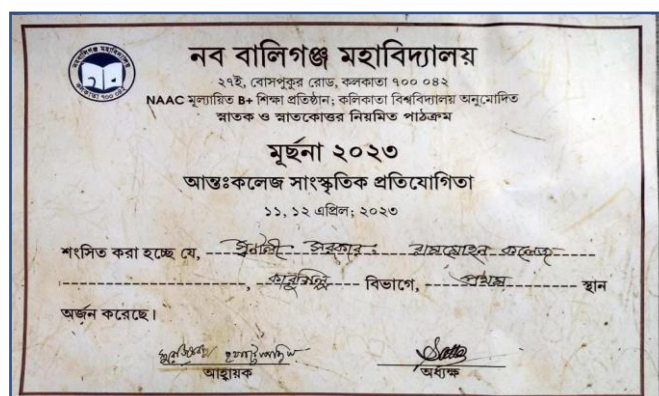 নব বালিগঞ্জ মহাবিদ্যালয়
২৭ই, বোসপুকুর রোড, কলকাতা ৭০০ ০৪২
NAAC মূল্যায়িত B+ শিক্ষা প্রতিষ্ঠান; কলিকাতা বিশ্ববিদ্যালয় অনুমোদিত
স্নাতক ও স্নাতকোত্তর নিয়মিত পাঠক্রম
মূর্ছনা ২০২৩
আন্তঃকলেজ সাংস্কৃতিক প্রতিযোগিতা
১১, ১২ এপ্রিল; ২০২৩
শংসিত করা হচ্ছে যে, সরকার : রামমোহন কলেজ
, কারুশিল্প বিভাগে, প্রথম স্থান
অর্জন করেছে।
আহ্বায়ক অধ্যক্ষ